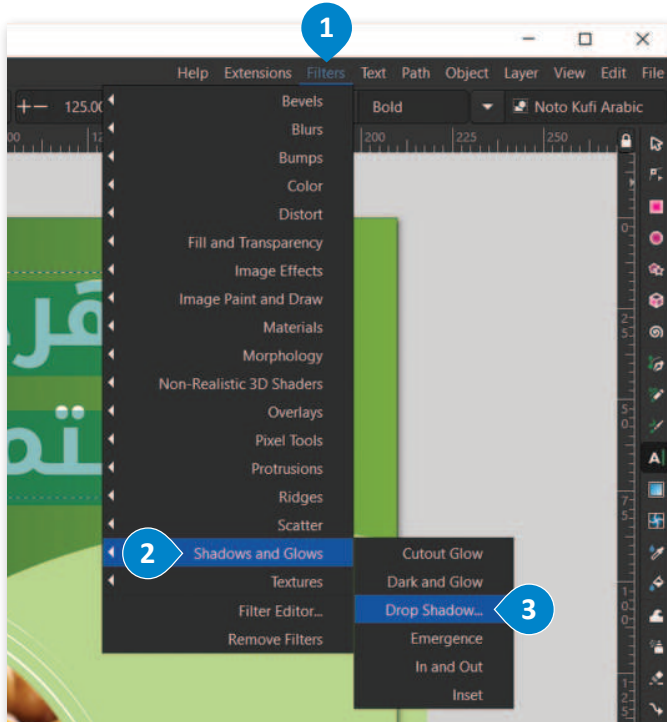 1
Help Extensions Filters Text Path Object Layer View Edit File
125.00 Bold Noto Kufi Arabic
200 225 250
Bevels
Blurs
Bumps
Color
Distort
Fill and Transparency
Image Effects
Image Paint and Draw
Materials
Morphology
Non-Realistic 3D Shaders
Overlays
Pixel Tools
Protrusions
Ridges
Scatter
2 Shadows and Glows
Textures
Filter Editor...
Remove Filters
Cutout Glow
Dark and Glow
Drop Shadow... 3
Emergence
In and Out
Inset